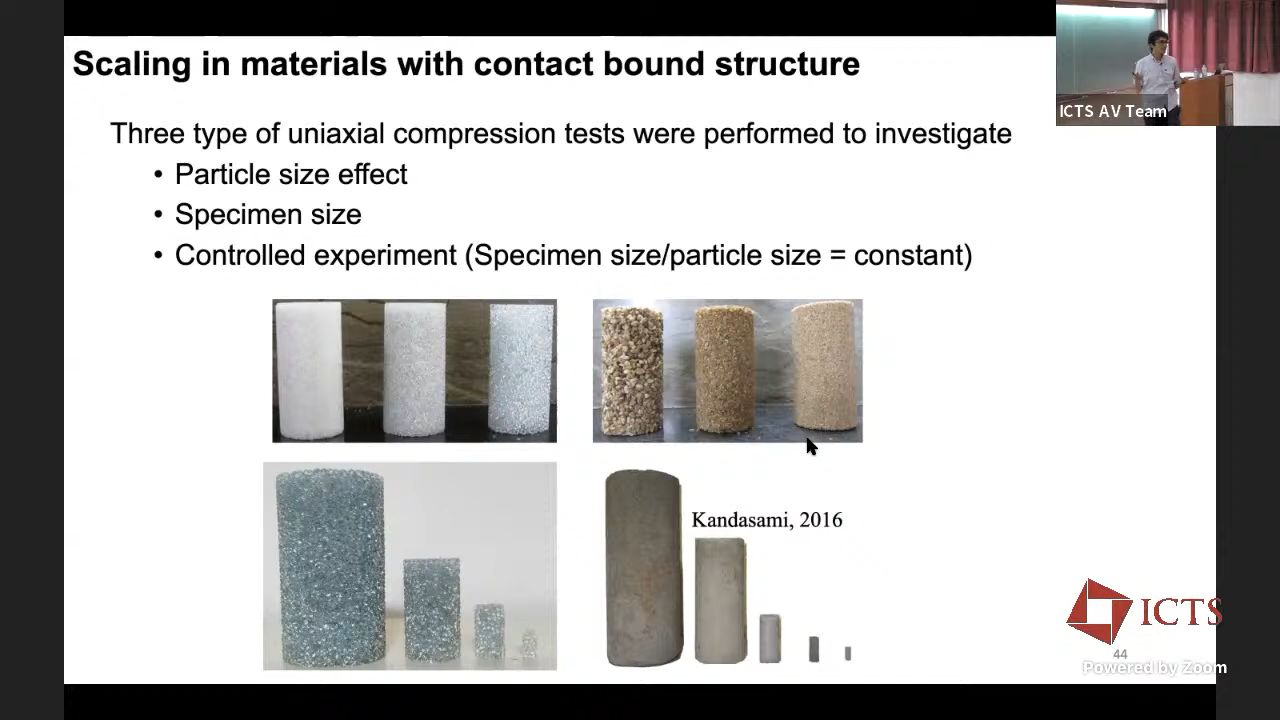 Scaling in materials with contact bound structure
ICTS AV Team
Three type of uniaxial compression tests were performed to investigate
• Particle size effect
• Specimen size
• Controlled experiment (Specimen size/particle size = constant)
Kandasami, 2016
ICTS
44
Powered by Zoom